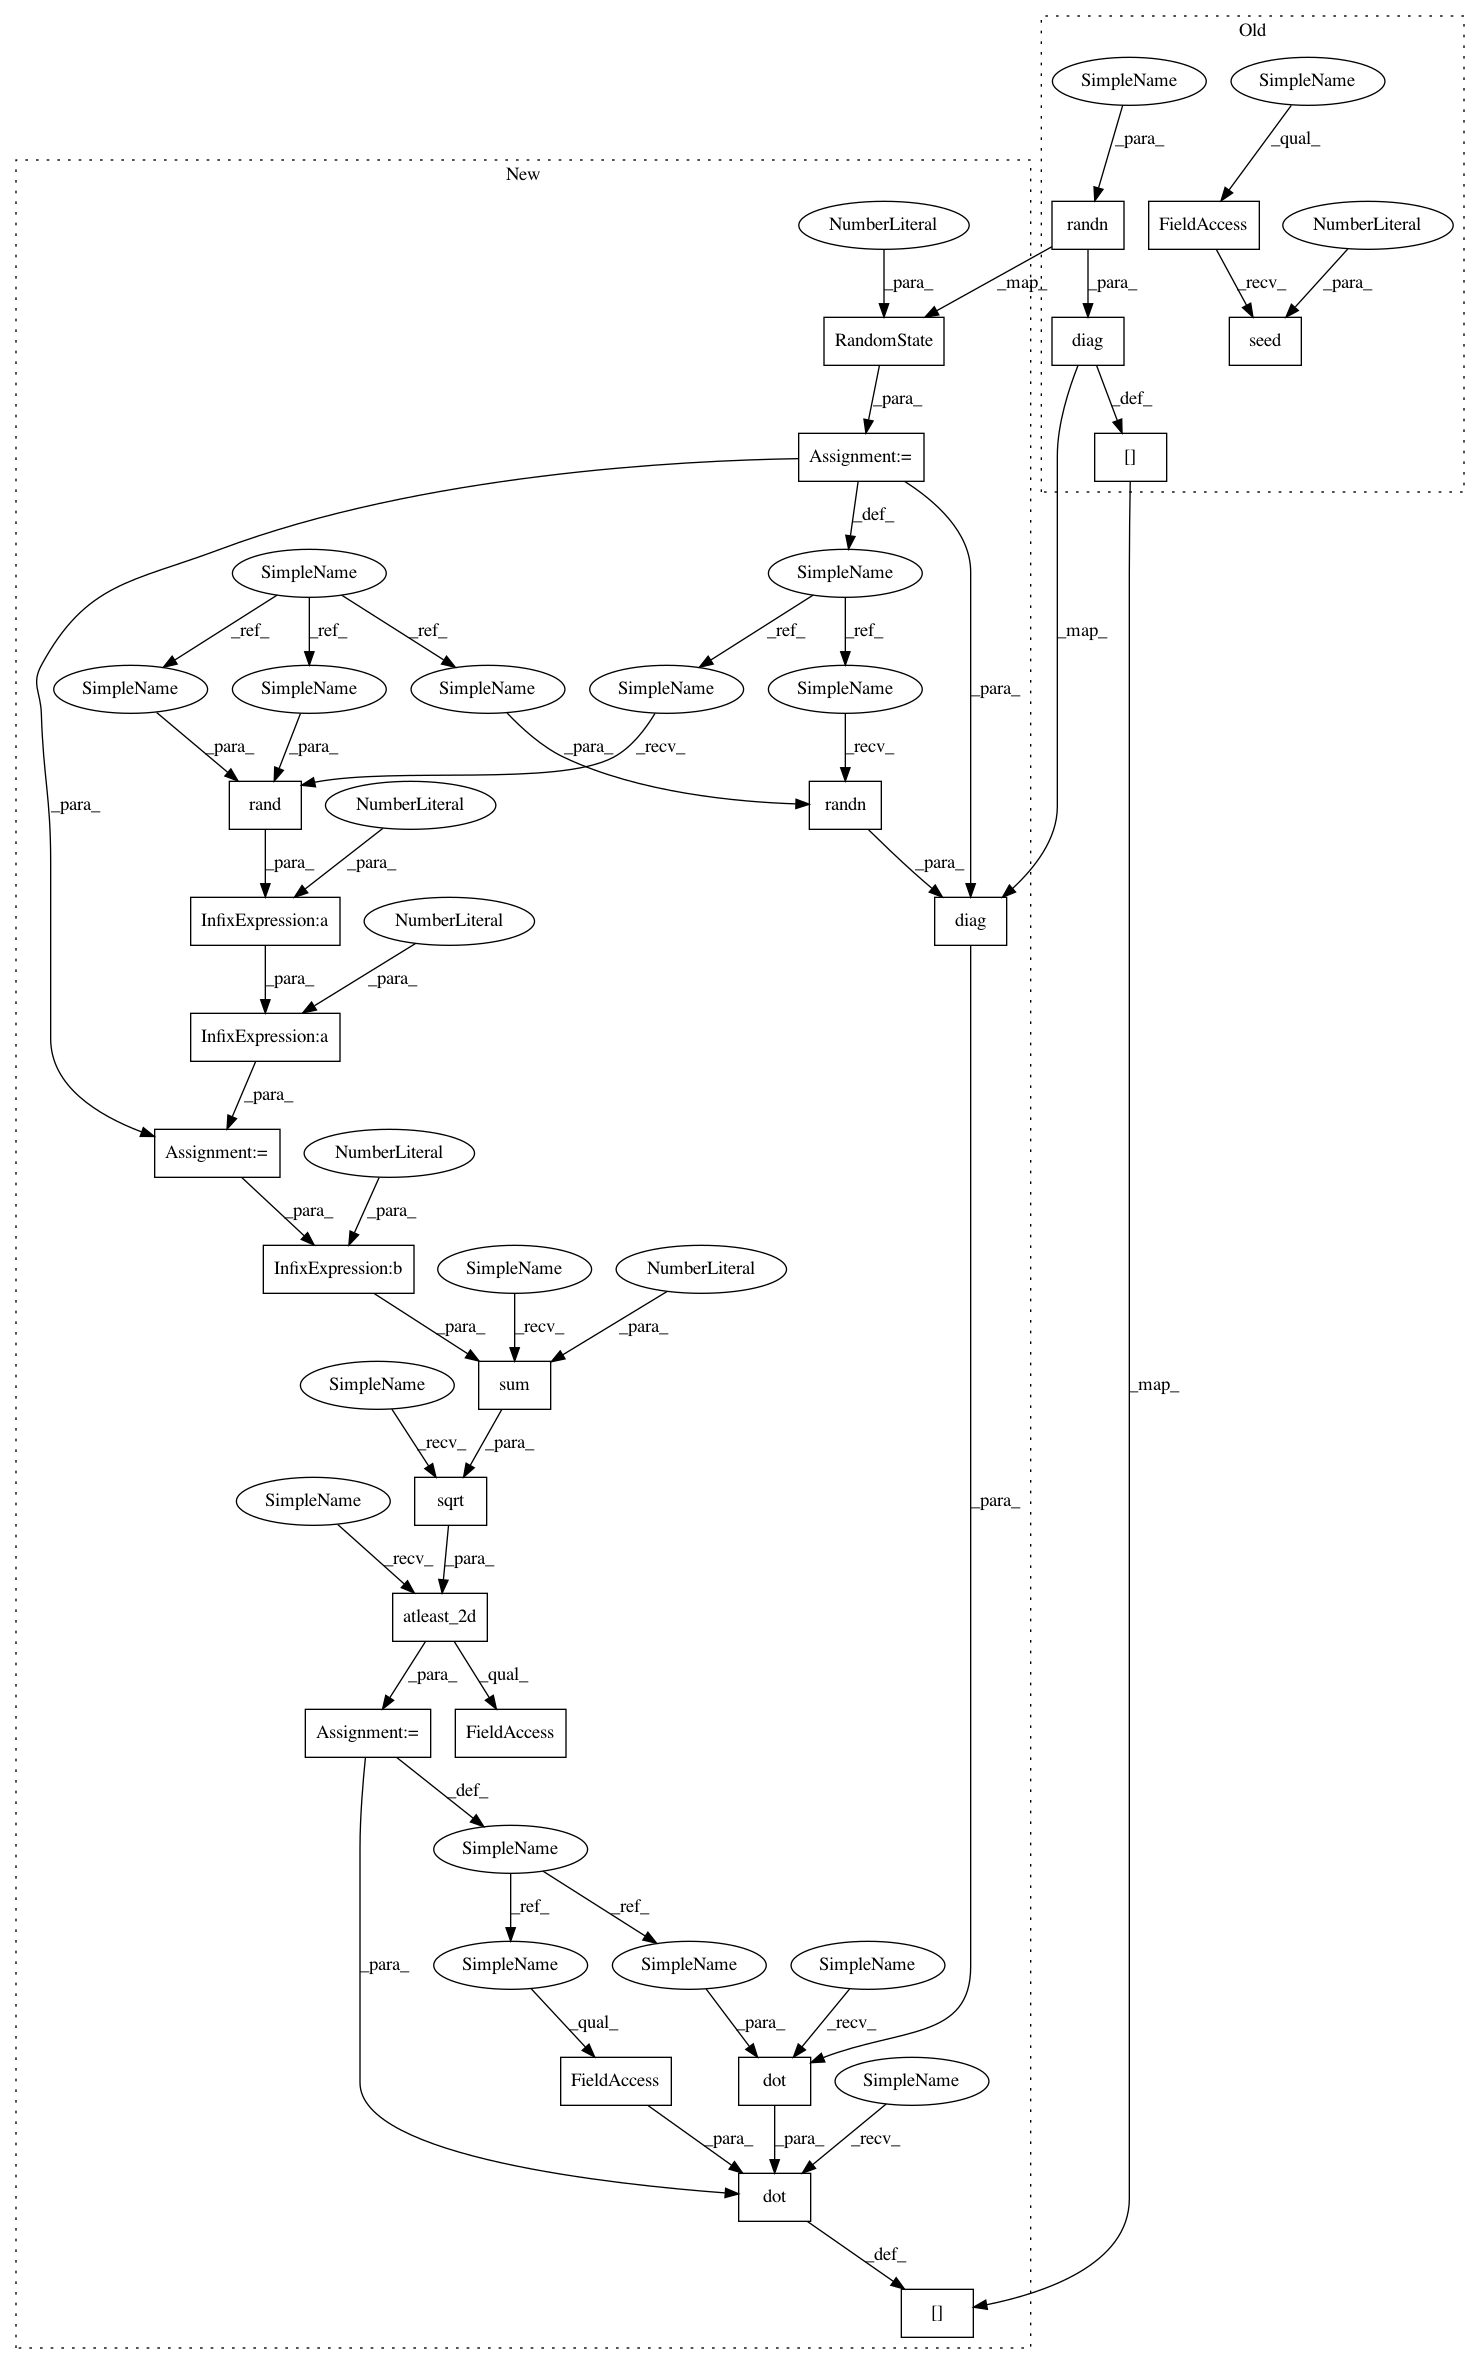 Old
SimpleName
SimpleName
_para_
_qual_
New
NumberLiteral
randn
FieldAccess
NumberLiteral
_para_
_map_
_para_
_recv_
_para_
RandomState
diag
seed
_para_
_def_
Assignment:=
[]
_def_
SimpleName
SimpleName
_ref_
_ref_
_ref_
_ref_
_ref_
_map_
SimpleName
SimpleName
SimpleName
SimpleName
SimpleName
_para_
_para_
_para_
_para_
_recv_
_recv_
rand
NumberLiteral
randn
_para_
_para_
_para_
_para_
InfixExpression:a
NumberLiteral
diag
_para_
_para_
InfixExpression:a
_para_
Assignment:=
NumberLiteral
_para_
_para_
InfixExpression:b
SimpleName
NumberLiteral
_para_
_recv_
_para_
SimpleName
sum
_map_
_recv_
_para_
SimpleName
sqrt
_para_
_recv_
_para_
atleast_2d
_para_
_qual_
Assignment:=
FieldAccess
_def_
SimpleName
_ref_
_ref_
_para_
SimpleName
SimpleName
SimpleName
_qual_
_para_
_recv_
FieldAccess
dot
SimpleName
_para_
_para_
_recv_
dot
_def_
[]